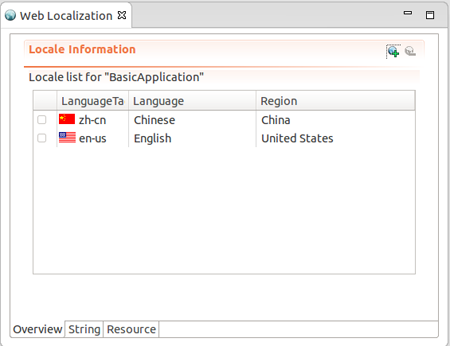 Web Localization
Locale Information
Locale list for "BasicApplication"
LanguageTa Language Region
zh-cn Chinese China
en-us English United States
Overview String Resource